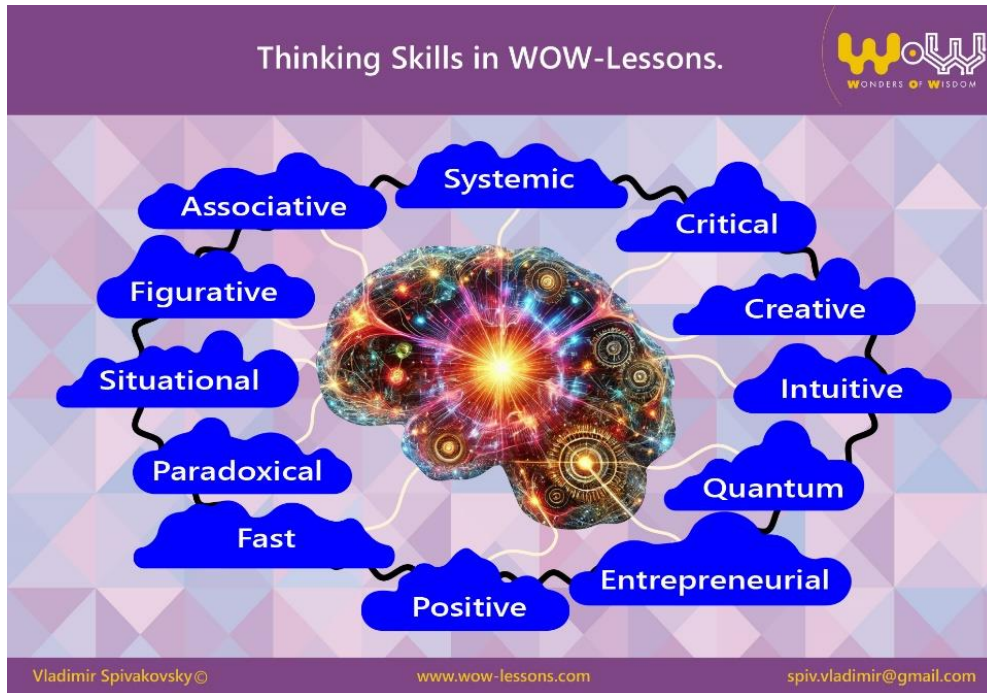 Thinking Skills in WOW-Lessons.
WOW
WONDERS OF WISDOM
Systemic
Associative
Critical
Figurative
Creative
Situational
Intuitive
Paradoxical
Quantum
Fast
Entrepreneurial
Positive
Vladimir Spivakovsky©
www.wow-lessons.com
spiv.vladimir@gmail.com